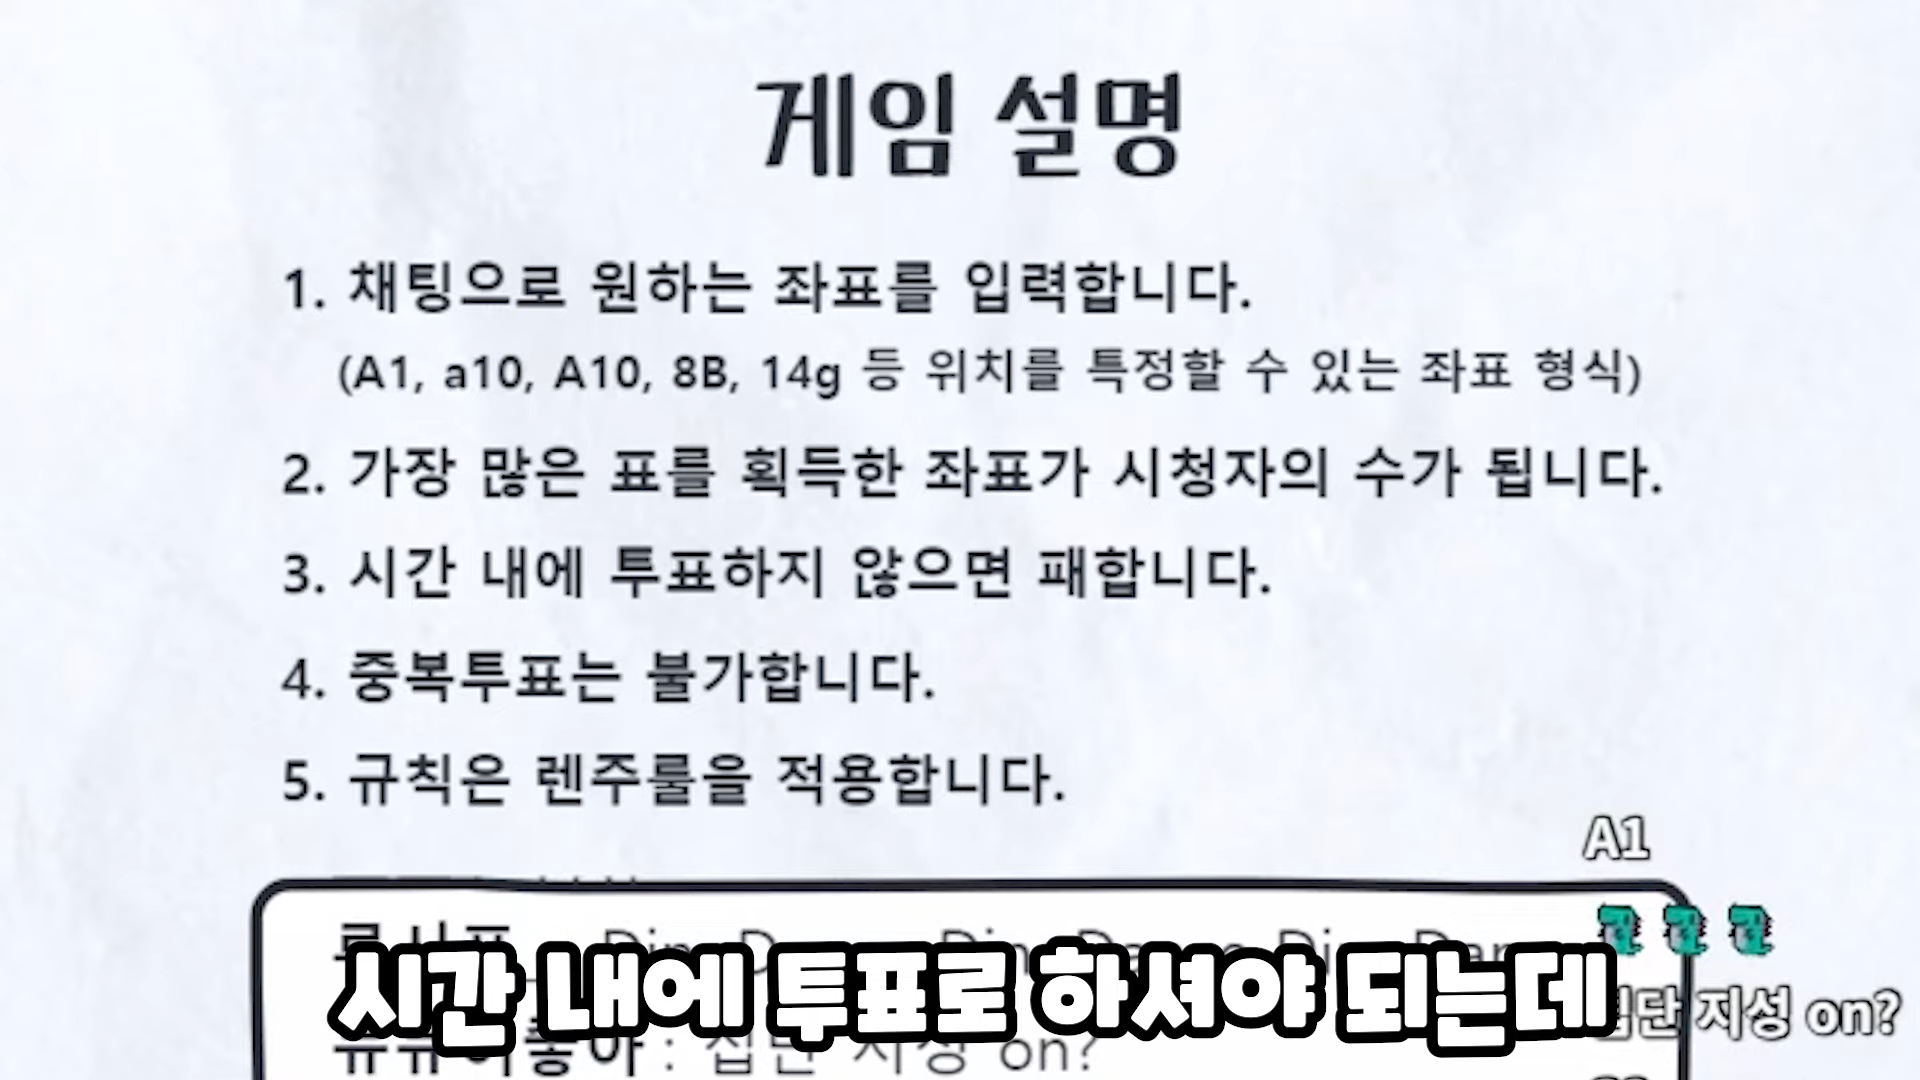 게임 설명
1. 채팅으로 원하는 좌표를 입력합니다.
(A1, a10, A10, 8B, 14g 등 위치를 특정할 수 있는 좌표 형식)
2. 가장 많은 표를 획득한 좌표가 시청자의 수가 됩니다.
3. 시간 내에 투표하지 않으면 패합니다.
4. 중복투표는 불가합니다.
5. 규칙은 렌주룰을 적용합니다.
A1
시간 내에 투표로 하셔야 되는데
지성 on?
: 집단 지성 on?